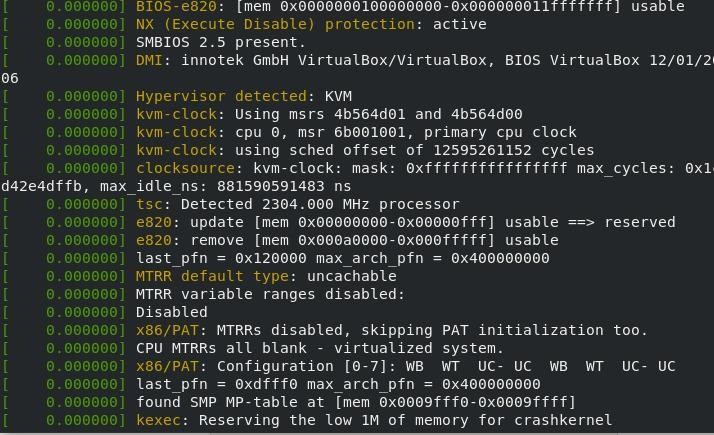 [    0.000000] BIOS-e820: [mem 0x0000000100000000-0x000000011fffffff] usable
[    0.000000] NX (Execute Disable) protection: active
[    0.000000] SMBIOS 2.5 present.
[    0.000000] DMI: innotek GmbH VirtualBox/VirtualBox, BIOS VirtualBox 12/01/20
06
[    0.000000] Hypervisor detected: KVM
[    0.000000] kvm-clock: Using msrs 4b564d01 and 4b564d00
[    0.000000] kvm-clock: cpu 0, msr 6b001001, primary cpu clock
[    0.000000] kvm-clock: using sched offset of 12595261152 cycles
[    0.000000] clocksource: kvm-clock: mask: 0xffffffffffffffff max_cycles: 0x1c
d42e4dffb, max_idle_ns: 881590591483 ns
[    0.000000] tsc: Detected 2304.000 MHz processor
[    0.000000] e820: update [mem 0x00000000-0x00000fff] usable ==> reserved
[    0.000000] e820: remove [mem 0x000a0000-0x000fffff] usable
[    0.000000] last_pfn = 0x120000 max_arch_pfn = 0x400000000
[    0.000000] MTRR default type: uncachable
[    0.000000] MTRR variable ranges disabled:
[    0.000000] Disabled
[    0.000000] x86/PAT: MTRRs disabled, skipping PAT initialization too.
[    0.000000] CPU MTRRs all blank - virtualized system.
[    0.000000] x86/PAT: Configuration [0-7]: WB  WT  UC- UC  WB  WT  UC- UC
[    0.000000] last_pfn = 0xdfff0 max_arch_pfn = 0x400000000
[    0.000000] found SMP MP-table at [mem 0x0009fff0-0x0009ffff]
[    0.000000] kexec: Reserving the low 1M of memory for crashkernel